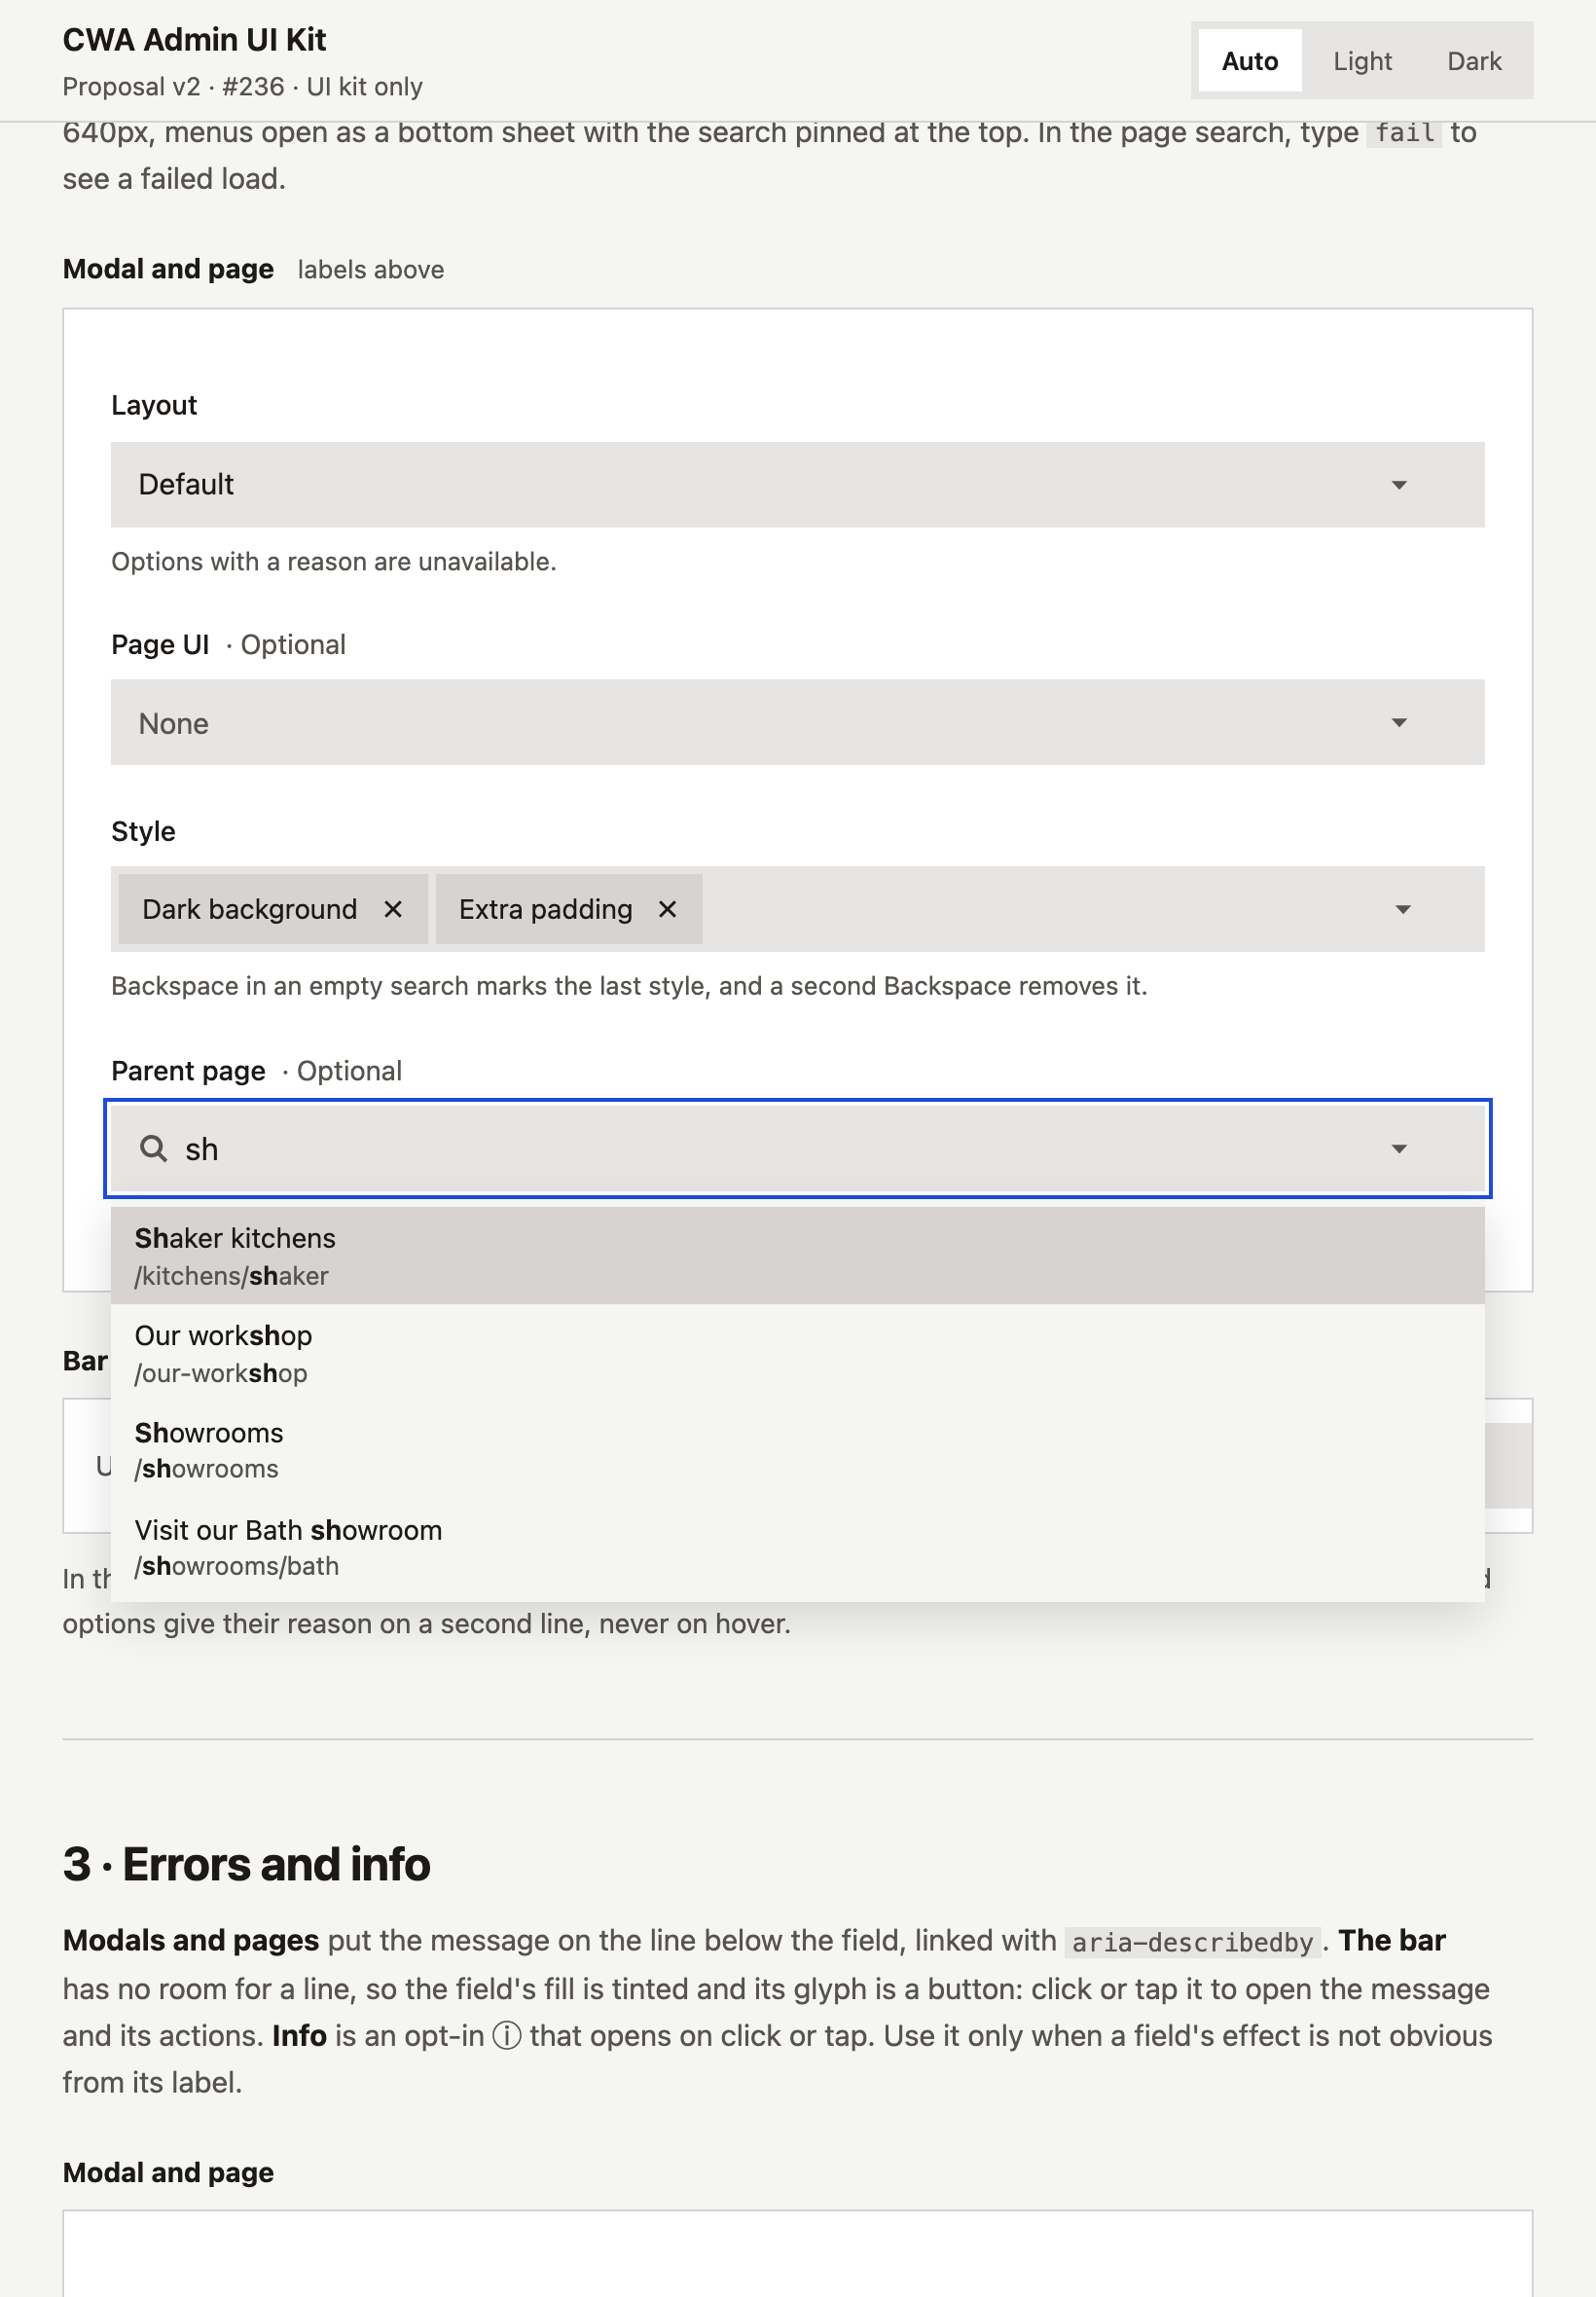 CWA Admin UI Kit
Proposal v2 · #236 · UI kit only
Auto
Light
Dark
640px, menus open as a bottom sheet with the search pinned at the top. In the page search, type fail to
see a failed load.
Modal and page labels above
Layout
Default
Options with a reason are unavailable.
Page UI · Optional
None
Style
Dark background ✕
Extra padding ✕
Backspace in an empty search marks the last style, and a second Backspace removes it.
Parent page · Optional
sh
Shaker kitchens
/kitchens/shaker
Our workshop
/our-workshop
Showrooms
/showrooms
Visit our Bath showroom
/showrooms/bath
Bar
In
options give their reason on a second line, never on hover.
3 · Errors and info
Modals and pages put the message on the line below the field, linked with aria-describedby. The bar
has no room for a line, so the field's fill is tinted and its glyph is a button: click or tap it to open the message
and its actions. Info is an opt-in ⓘ that opens on click or tap. Use it only when a field's effect is not obvious
from its label.
Modal and page